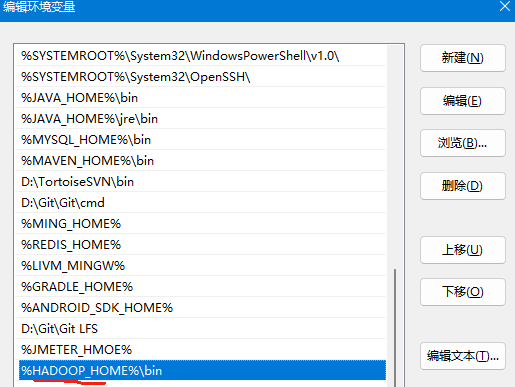 编辑环境变量
%SYSTEMROOT%\System32\WindowsPowerShell\v1.0\
%SYSTEMROOT%\System32\OpenSSH\
%JAVA_HOME%\bin
%JAVA_HOME%\jre\bin
%MYSQL_HOME%\bin
%MAVEN_HOME%\bin
D:\TortoiseSVN\bin
D:\Git\Git\cmd
%MING_HOME%
%REDIS_HOME%
%LIVM_MINGW%
%GRADLE_HOME%
%ANDROID_SDK_HOME%
D:\Git\Git LFS
%JMETER_HMOE%
%HADOOP_HOME%\bin
新建(N)
编辑(E)
浏览(B)...
删除(D)
上移(U)
下移(O)
编辑文本(T)...